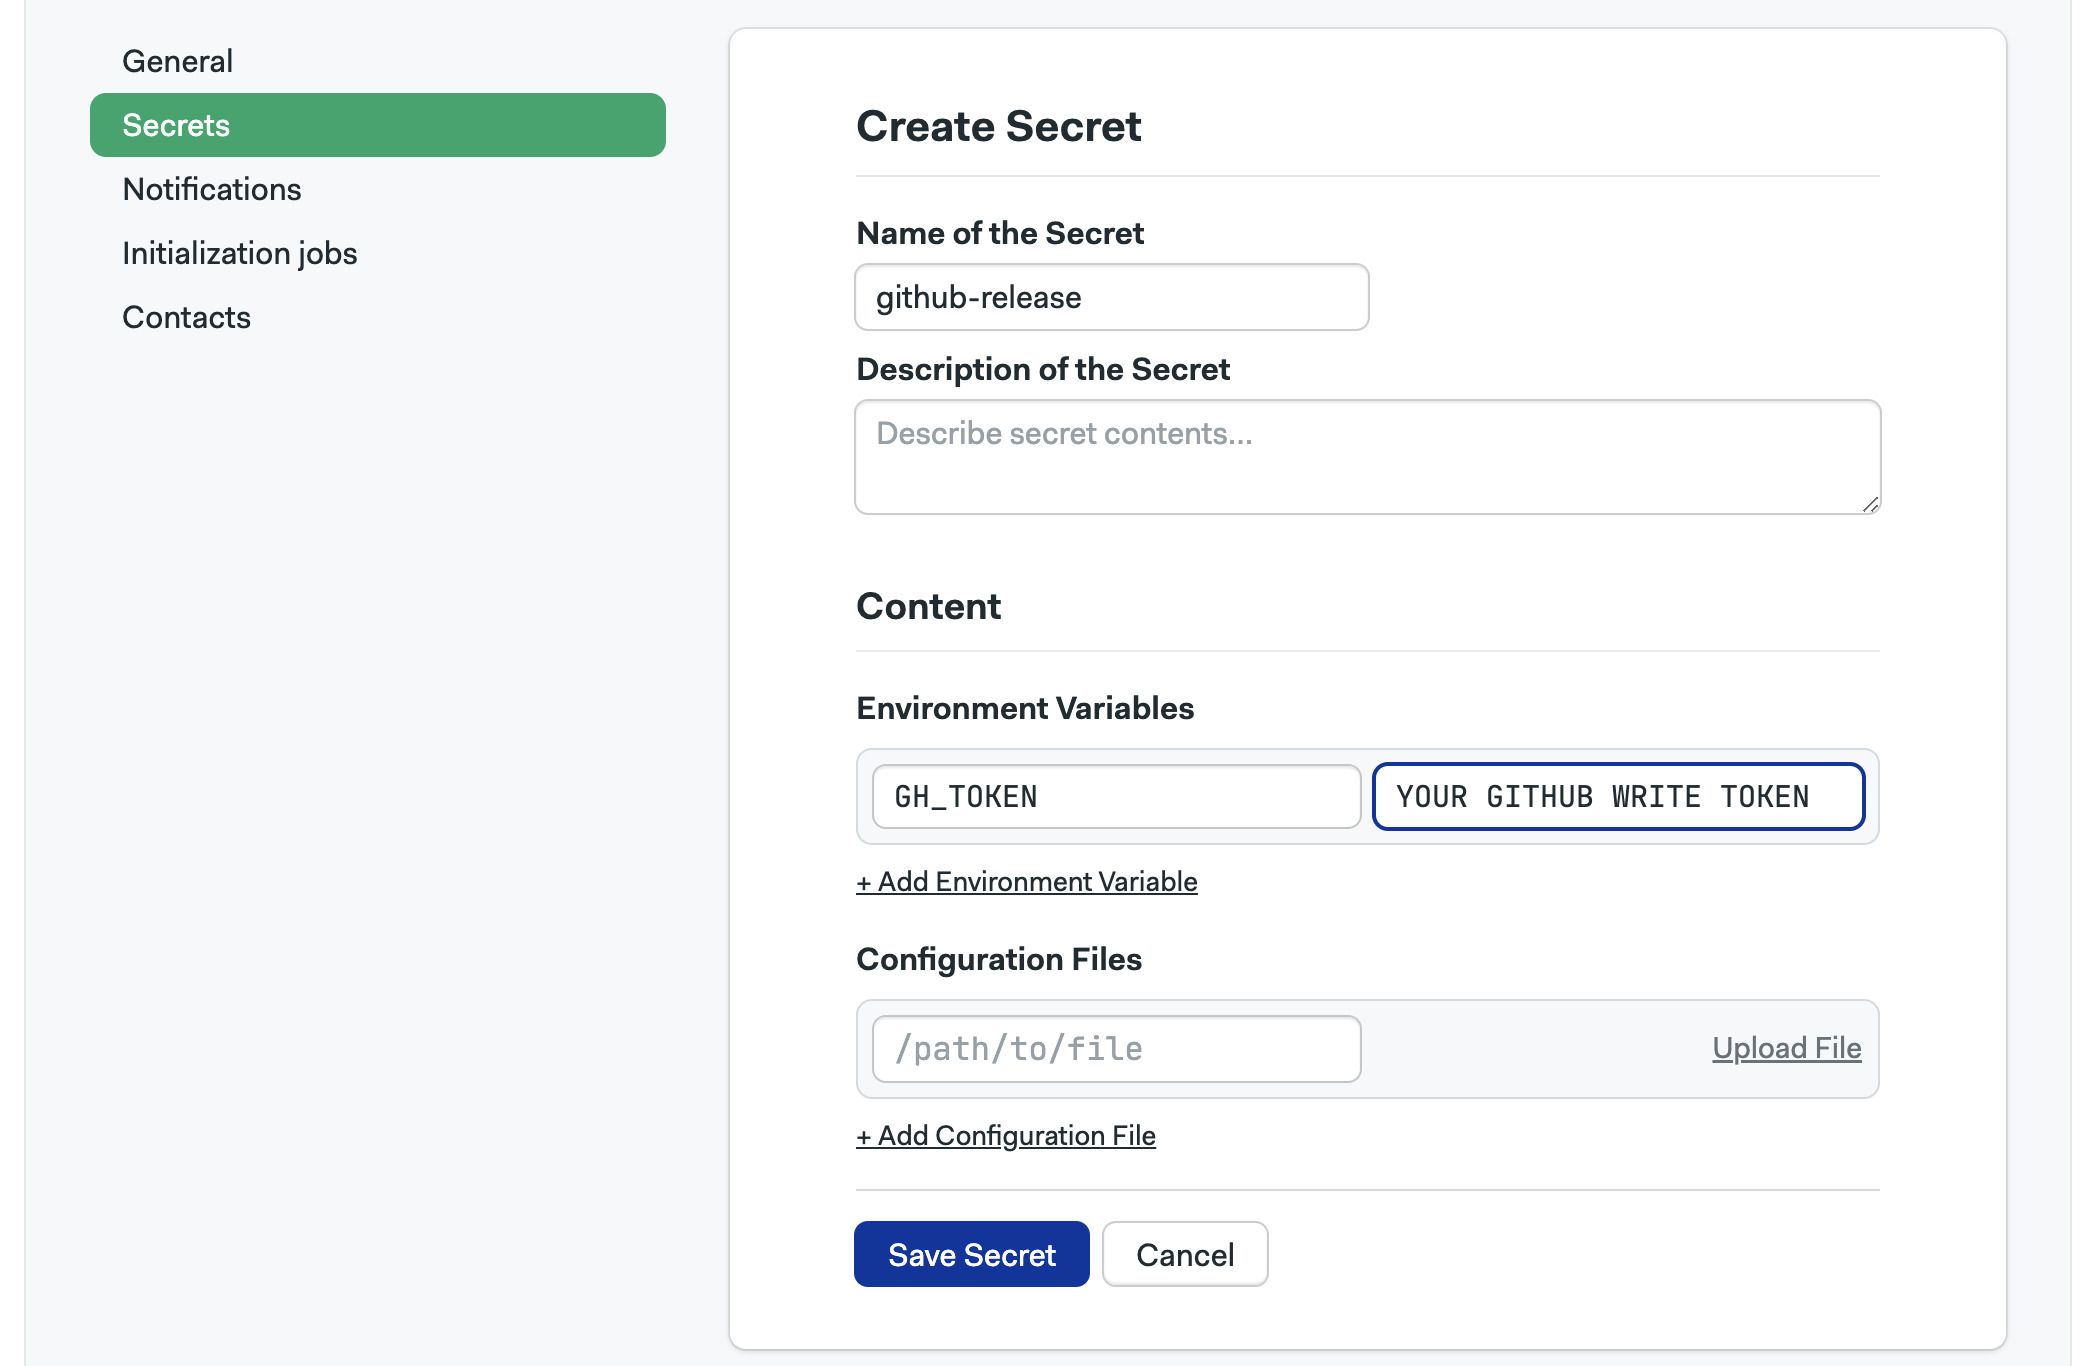 General
Secrets
Notifications
Initialization jobs
Contacts
Create Secret
Name of the Secret
github-release
Description of the Secret
Describe secret contents...
Content
Environment Variables
GH_TOKEN YOUR GITHUB WRITE TOKEN
+ Add Environment Variable
Configuration Files
/path/to/file Upload File
+ Add Configuration File
Save Secret Cancel